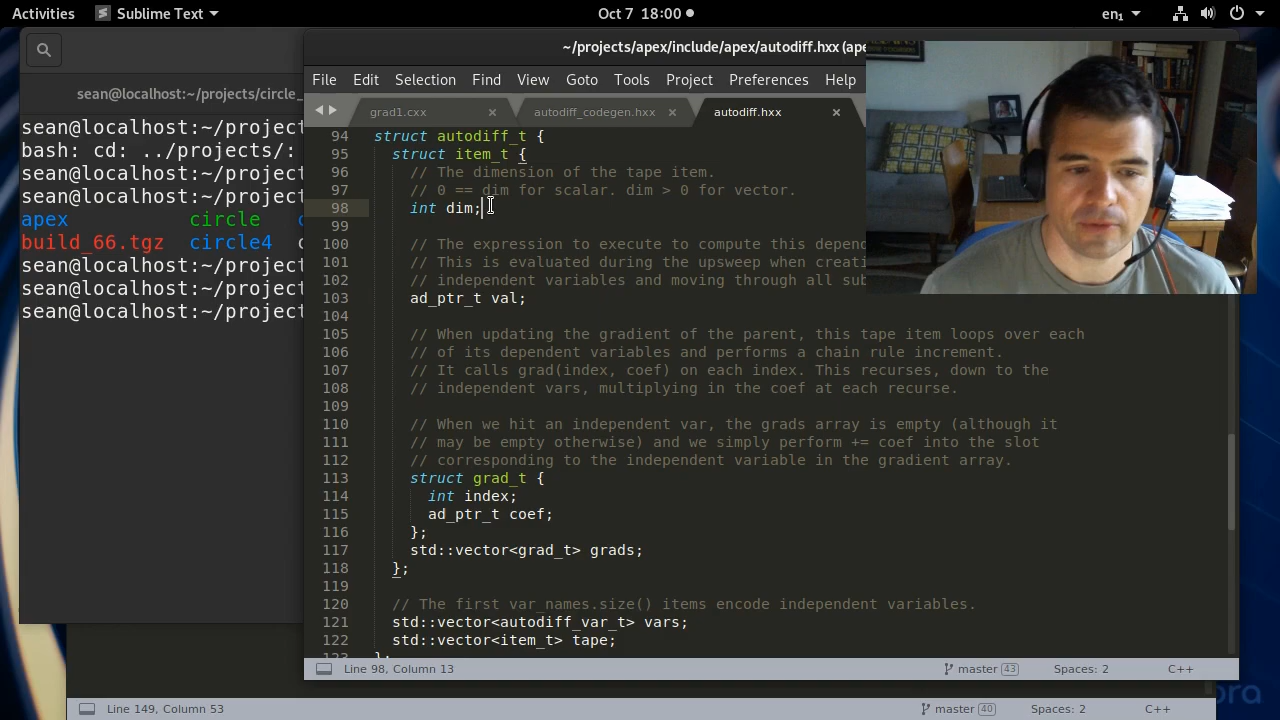 Activities Sublime Text Oct 7 18:00 en₁
~/projects/apex/include/apex/autodiff.hxx (ape
File Edit Selection Find View Goto Tools Project Preferences Help
sean@localhost:~/projects/circle_
grad1.cxx autodiff_codegen.hxx autodiff.hxx
sean@localhost:~/project
bash: cd: ../projects/:
sean@localhost:~/project
sean@localhost:~/project
apex circle
build_66.tgz circle4
sean@localhost:~/project
sean@localhost:~/project
sean@localhost:~/project
94 struct autodiff_t {
95 struct item_t {
96 // The dimension of the tape item.
97 // 0 == dim for scalar. dim > 0 for vector.
98 int dim;
99
100 // The expression to execute to compute this depend
101 // This is evaluated during the upsweep when creati
102 // independent variables and moving through all sub
103 ad_ptr_t val;
104
105 // When updating the gradient of the parent, this tape item loops over each
106 // of its dependent variables and performs a chain rule increment.
107 // It calls grad(index, coef) on each index. This recurses, down to the
108 // independent vars, multiplying in the coef at each recurse.
109
110 // When we hit an independent var, the grads array is empty (although it
111 // may be empty otherwise) and we simply perform += coef into the slot
112 // corresponding to the independent variable in the gradient array.
113 struct grad_t {
114 int index;
115 ad_ptr_t coef;
116 };
117 std::vector<grad_t> grads;
118 };
119
120 // The first var_names.size() items encode independent variables.
121 std::vector<autodiff_var_t> vars;
122 std::vector<item_t> tape;
123 };
Line 98, Column 13 master 43 Spaces: 2 C++
Line 149, Column 53 master 40 Spaces: 2 C++